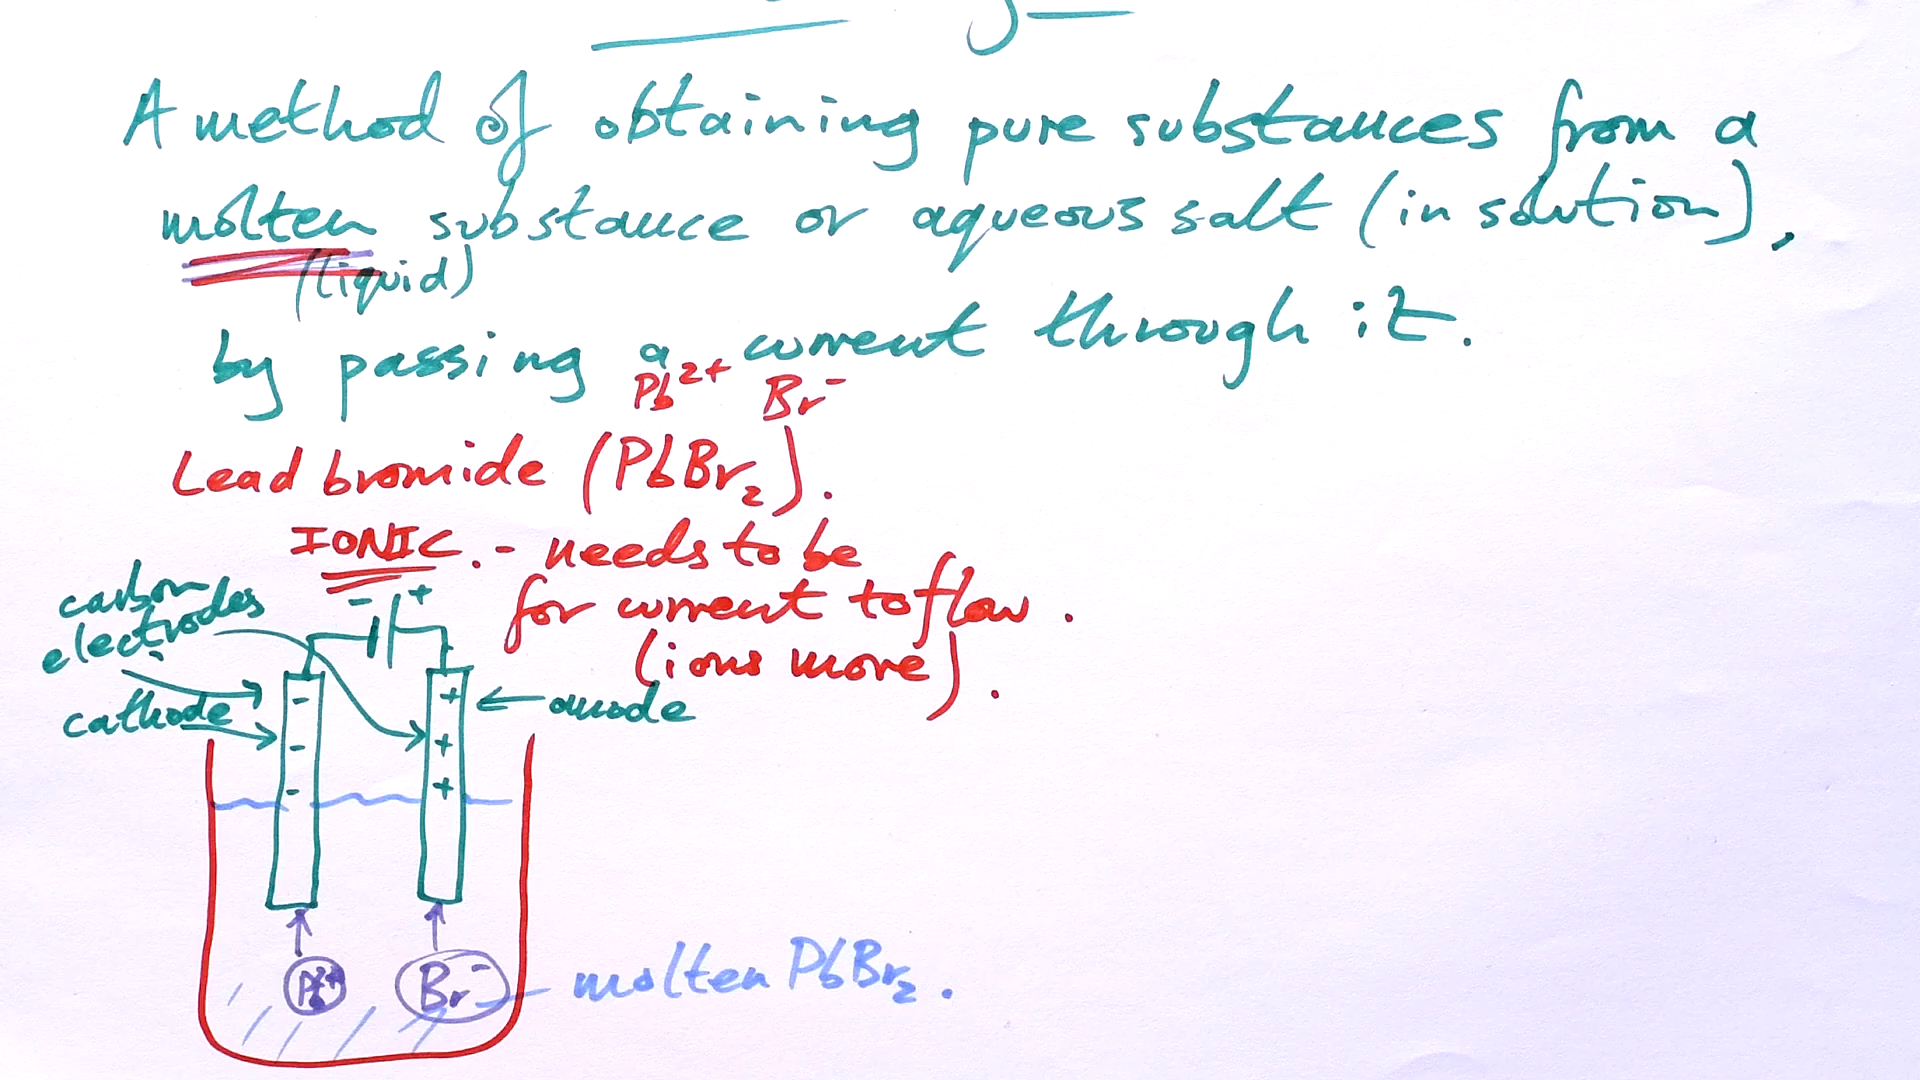 A method of obtaining pure substances from a
molten substance or aqueous salt (in solution),
(liquid)
by passing a current through it.
Pb²⁺ Br⁻
Lead bromide (PbBr₂).
IONIC. - needs to be
for current to flow.
(ions move).
carbon
electrodes
- +
cathode
anode
- +
- +
- +
Pb²⁺ Br⁻
molten PbBr₂.